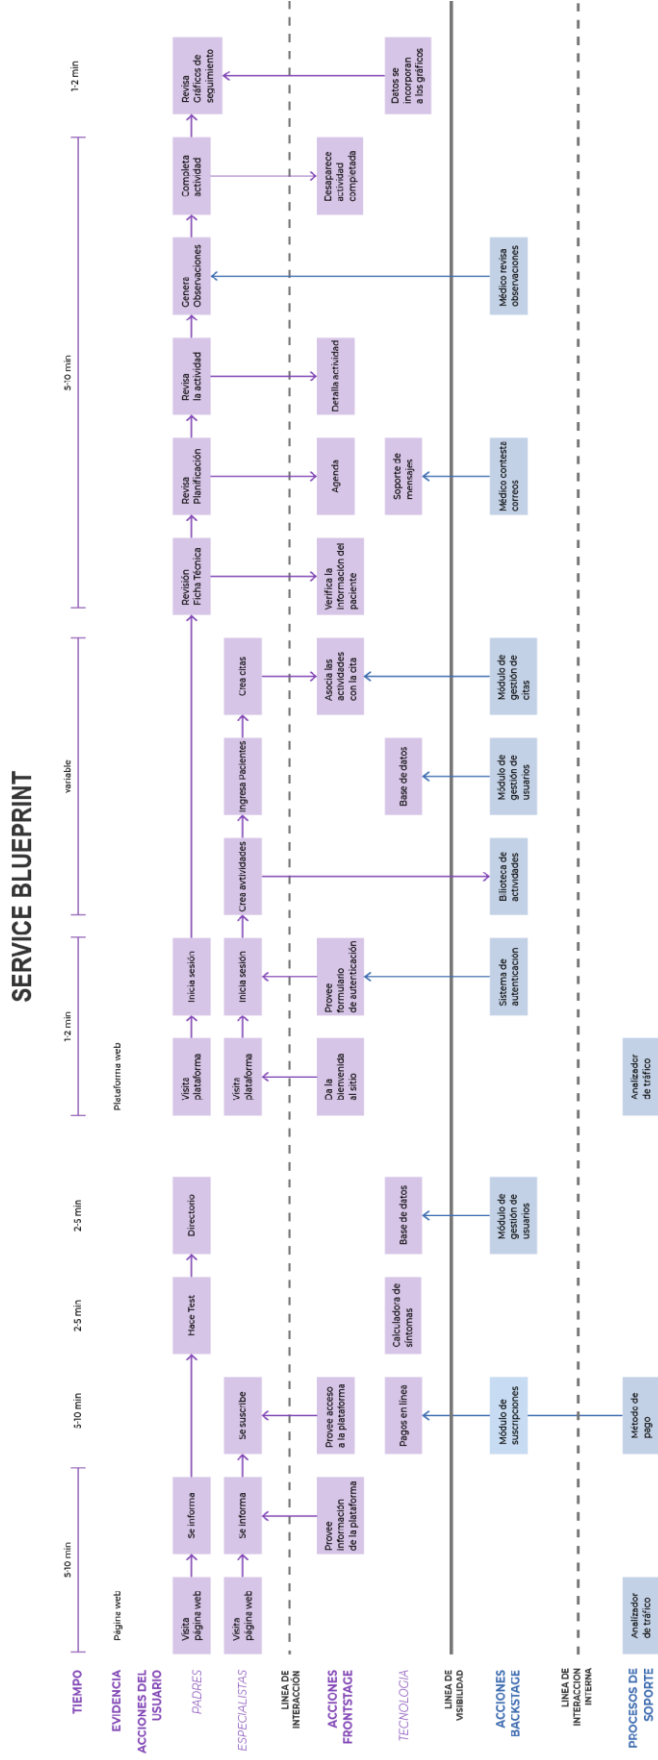 SERVICE BLUEPRINT
TIEMPO
5-10 min
5-10 min
2-5 min
2-5 min
1-2 min
variable
5-10 min
1-2 min
EVIDENCIA
Página web
Plataforma web
ACCIONES DEL
USUARIO
PADRES
Visita
página web
Se informa
Hace Test
Directorio
Visita
plataforma
Inicia sesión
Revisión
Ficha Técnica
Revisa
Planificación
Revisa
la actividad
Genera
Observaciones
Completa
actividad
Revisa
Gráficos de
seguimiento
ESPECIALISTAS
Visita
página web
Se informa
Se suscribe
Visita
plataforma
Inicia sesión
Crea avtividades
Ingresa Pacientes
Crea citas
LINEA DE
INTERACCIÓN
ACCIONES
FRONTSTAGE
Provee
información
de la plataforma
Provee acceso
a la plataforma
Da la
bienvenida
al sitio
Provee
formulario
de autenticación
Asocia las
actividades
con la cita
Verifica la
información del
paciente
Agenda
Detalla actividad
Desaparece
actividad
completada
TECNOLOGIA
Pagos en línea
Calculadora de
síntomas
Base de datos
Base de datos
Soporte de
mensajes
Datos se
incorporan
a los gráficos
LINEA DE
VISIBILIDAD
ACCIONES
BACKSTAGE
Módulo de
suscripciones
Módulo de
gestión de
usuarios
Sistema de
autenticación
Biblioteca de
actividades
Módulo de
gestión de
usuarios
Módulo de
gestión de
citas
Médico contesta
correos
Médico revisa
observaciones
LINEA DE
INTERACCION
INTERNA
PROCESOS DE
SOPORTE
Analizador
de tráfico
Método de
pago
Analizador
de tráfico